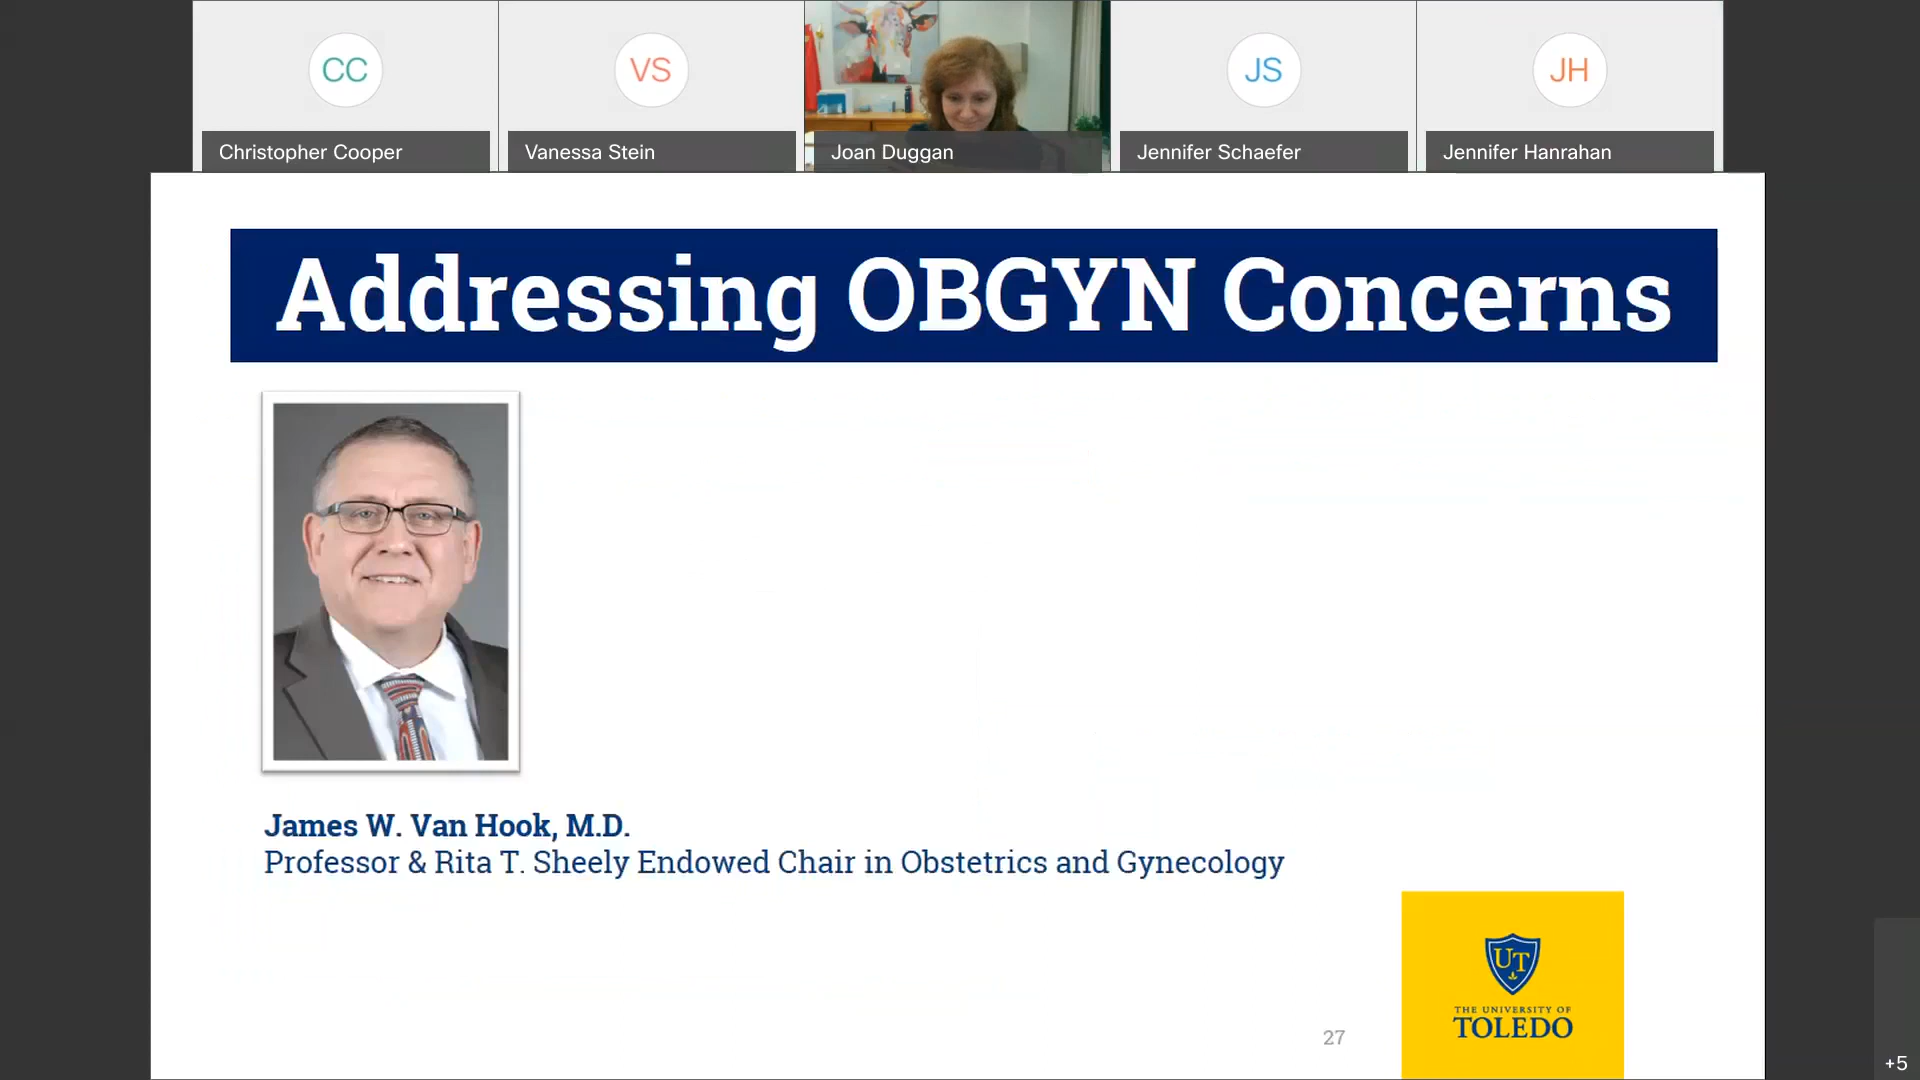 CC
VS
JS
JH
Christopher Cooper
Vanessa Stein
Joan Duggan
Jennifer Schaefer
Jennifer Hanrahan
Addressing OBGYN Concerns
James W. Van Hook, M.D.
Professor & Rita T. Sheely Endowed Chair in Obstetrics and Gynecology
UT
THE UNIVERSITY OF
TOLEDO
27
+5